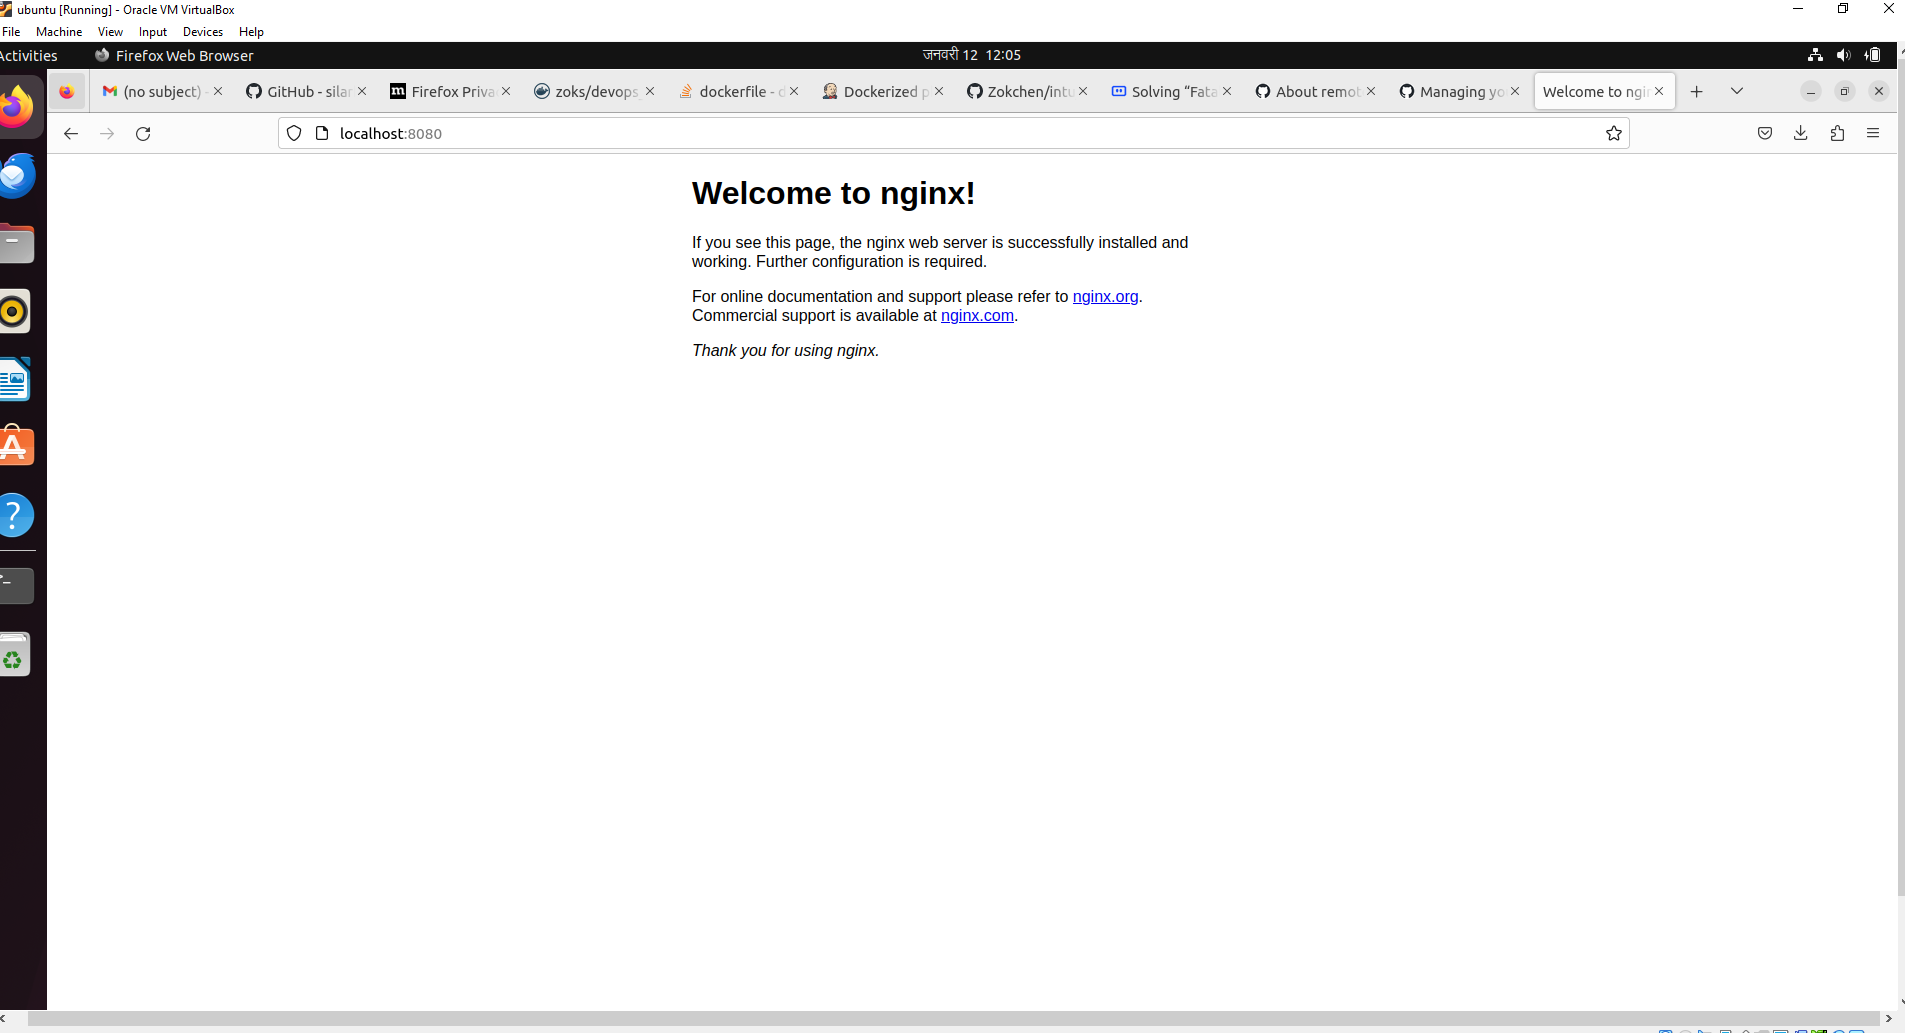 ubuntu [Running] - Oracle VM VirtualBox
File Machine View Input Devices Help
Activities Firefox Web Browser जनवरी 12 12:05
(no subject) - GitHub - silar Firefox Priva zoks/devops_ dockerfile - d Dockerized p Zokchen/intu Solving “Fata About remot Managing yo Welcome to ngin
localhost:8080
Welcome to nginx!
If you see this page, the nginx web server is successfully installed and
working. Further configuration is required.
For online documentation and support please refer to nginx.org.
Commercial support is available at nginx.com.
Thank you for using nginx.